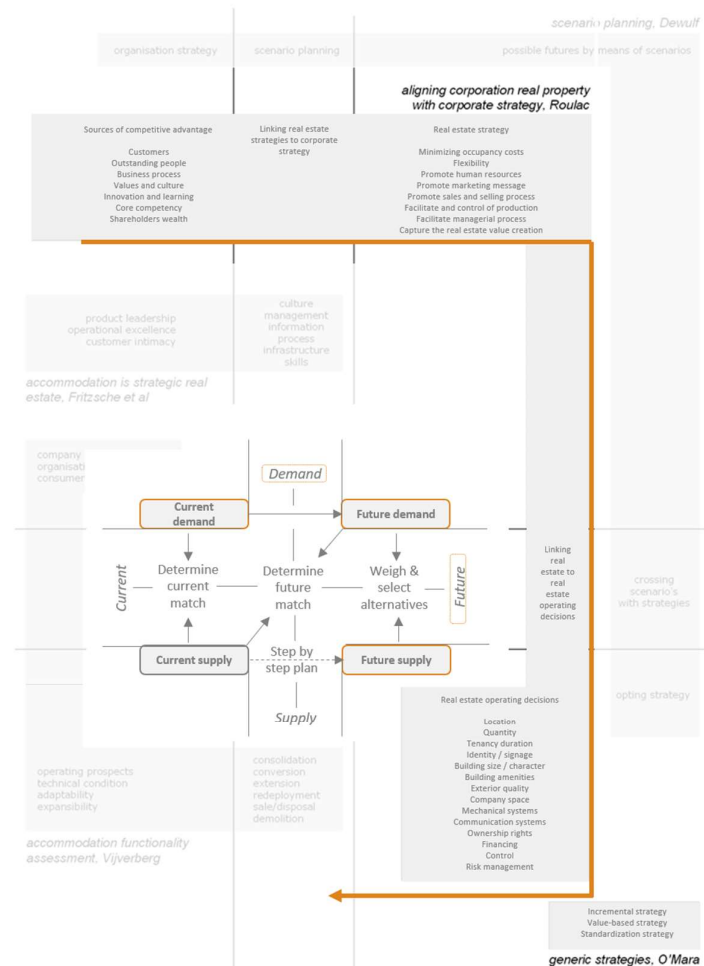 scenario planning, Dewulf
organisation strategy
scenario planning
possible futures by means of scenarios
aligning corporation real property
with corporate strategy, Roulac
Sources of competitive advantage
Customers
Outstanding people
Business process
Values and culture
Innovation and learning
Core competency
Shareholders wealth
Linking real estate
strategies to corporate
strategy
Real estate strategy
Minimizing occupancy costs
Flexibility
Promote human resources
Promote marketing message
Promote sales and selling process
Facilitate and control of production
Facilitate managerial process
Capture the real estate value creation
product leadership
operational excellence
customer intimacy
culture
management
information
process
infrastructure
skills
accommodation is strategic real
estate, Fritzsche et al
company
organisati
consumer
Demand
Current
demand
Future demand
Current
Determine
current
match
Determine
future
match
Weigh &
select
alternatives
Future
Current supply
Step by
step plan
Future supply
Supply
Linking
real
estate to
real
estate
operating
decisions
crossing
scenario's
with strategies
opting strategy
Real estate operating decisions
Location
Quantity
Tenancy duration
Identity / signage
Building size / character
Building amenities
Exterior quality
Company space
Mechanical systems
Communication systems
Ownership rights
Financing
Control
Risk management
operating prospects
technical condition
adaptability
expansibility
consolidation
conversion
extension
redeployment
sale/disposal
demolition
accommodation functionality
assessment, Vijverberg
Incremental strategy
Value-based strategy
Standardization strategy
generic strategies, O'Mara